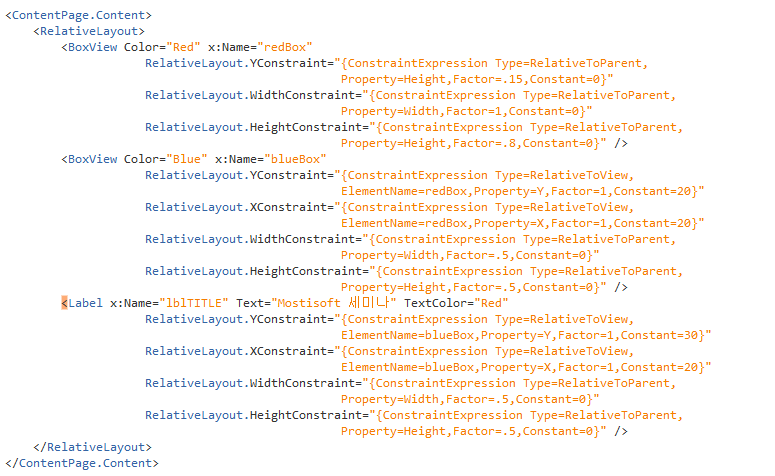 <ContentPage.Content>
    <RelativeLayout>
        <BoxView Color="Red" x:Name="redBox"
                    RelativeLayout.YConstraint="{ConstraintExpression Type=RelativeToParent,
                                                Property=Height,Factor=.15,Constant=0}"
                    RelativeLayout.WidthConstraint="{ConstraintExpression Type=RelativeToParent,
                                                Property=Width,Factor=1,Constant=0}"
                    RelativeLayout.HeightConstraint="{ConstraintExpression Type=RelativeToParent,
                                                Property=Height,Factor=.8,Constant=0}" />
        <BoxView Color="Blue" x:Name="blueBox"
                    RelativeLayout.YConstraint="{ConstraintExpression Type=RelativeToView,
                                                ElementName=redBox,Property=Y,Factor=1,Constant=20}"
                    RelativeLayout.XConstraint="{ConstraintExpression Type=RelativeToView,
                                                ElementName=redBox,Property=X,Factor=1,Constant=20}"
                    RelativeLayout.WidthConstraint="{ConstraintExpression Type=RelativeToParent,
                                                Property=Width,Factor=.5,Constant=0}"
                    RelativeLayout.HeightConstraint="{ConstraintExpression Type=RelativeToParent,
                                                Property=Height,Factor=.5,Constant=0}" />
        <Label x:Name="lblTITLE" Text="Mostisoft 세미나" TextColor="Red"
                    RelativeLayout.YConstraint="{ConstraintExpression Type=RelativeToView,
                                                ElementName=blueBox,Property=Y,Factor=1,Constant=30}"
                    RelativeLayout.XConstraint="{ConstraintExpression Type=RelativeToView,
                                                ElementName=blueBox,Property=X,Factor=1,Constant=20}"
                    RelativeLayout.WidthConstraint="{ConstraintExpression Type=RelativeToParent,
                                                Property=Width,Factor=.5,Constant=0}"
                    RelativeLayout.HeightConstraint="{ConstraintExpression Type=RelativeToParent,
                                                Property=Height,Factor=.5,Constant=0}" />
    </RelativeLayout>
</ContentPage.Content>